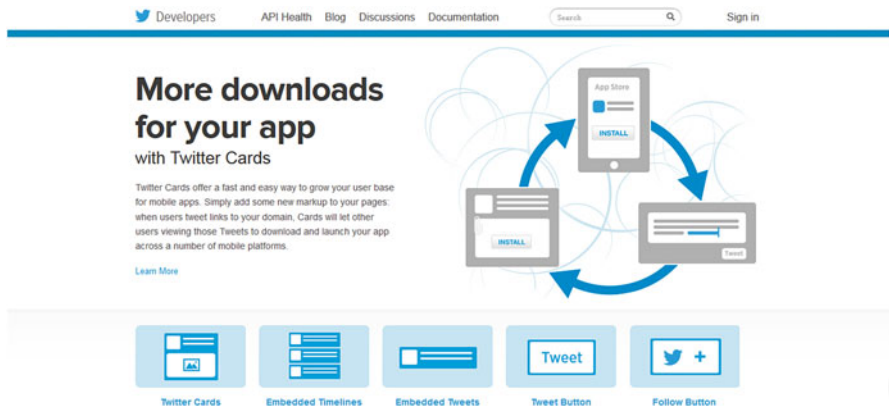 Developers API Health Blog Discussions Documentation Search Sign in
More downloads
for your app
with Twitter Cards
Twitter Cards offer a fast and easy way to grow your user base
for mobile apps. Simply add some new markup to your pages:
when users tweet links to your domain, Cards will let other
users viewing those Tweets to download and launch your app
across a number of mobile platforms.
Learn More
App Store
INSTALL
INSTALL
Tweet
Tweet
Twitter Cards Embedded Timelines Embedded Tweets Tweet Button Follow Button